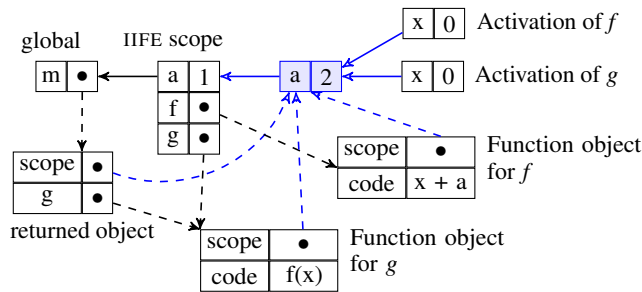 x 0 Activation of f
global IIFE scope
m a 1 a 2 x 0 Activation of g
f
g
scope
g
returned object
scope
code x + a
Function object
for f
scope
code f(x)
Function object
for g